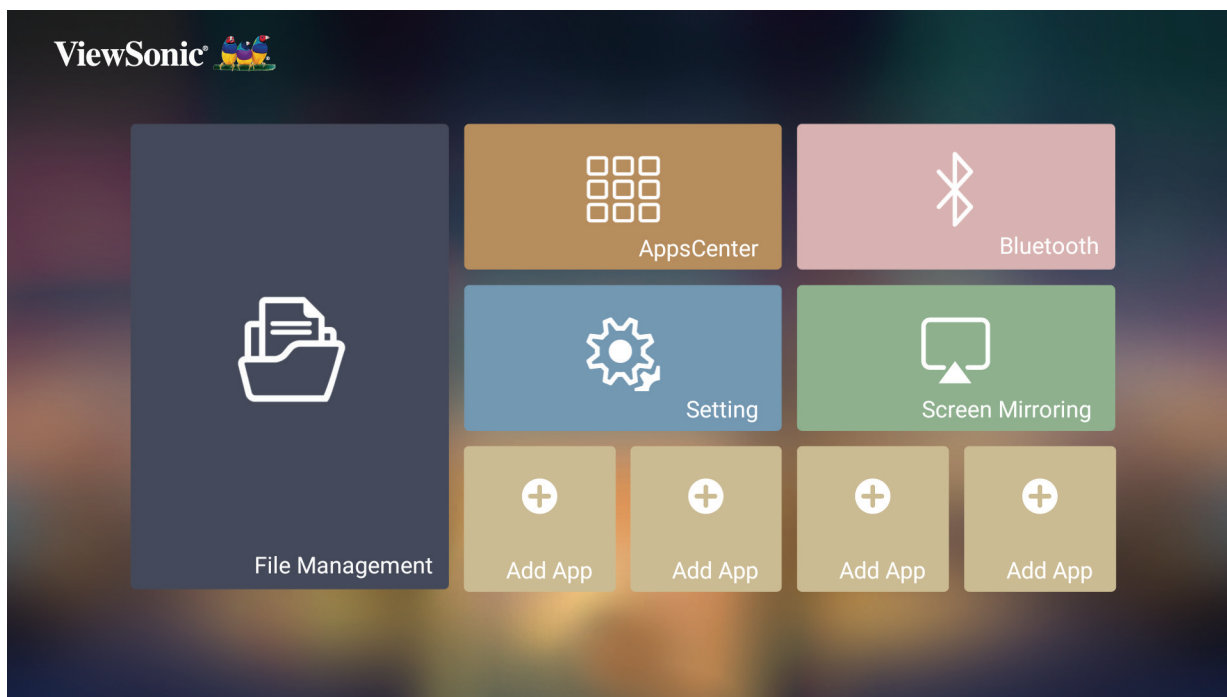 ViewSonic®
AppsCenter
Bluetooth
Setting
Screen Mirroring
File Management
Add App
Add App
Add App
Add App